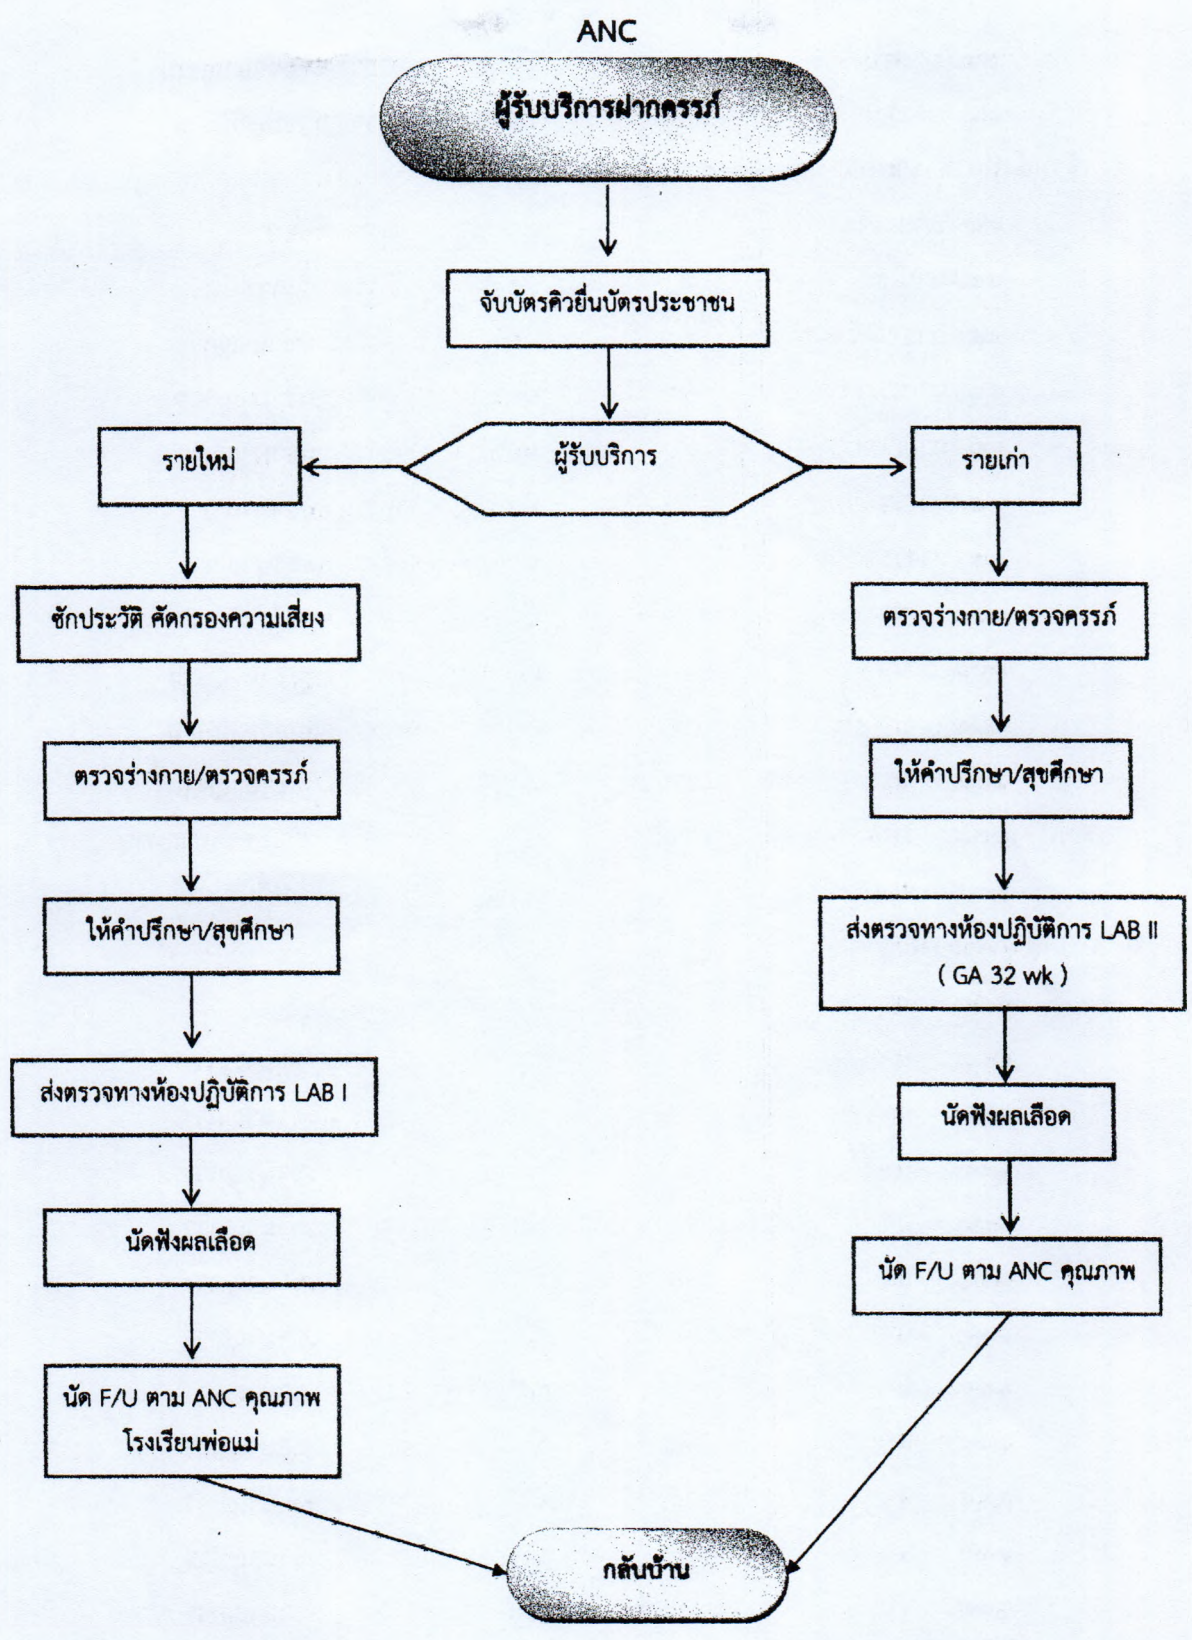 ANC
ผู้รับบริการฝากครรภ์
จับบัตรคิวยื่นบัตรประชาชน
รายใหม่
ผู้รับบริการ
รายเก่า
ซักประวัติ คัดกรองความเสี่ยง
ตรวจร่างกาย/ตรวจครรภ์
ตรวจร่างกาย/ตรวจครรภ์
ให้คำปรึกษา/สุขศึกษา
ให้คำปรึกษา/สุขศึกษา
ส่งตรวจทางห้องปฏิบัติการ LAB II
( GA 32 wk )
ส่งตรวจทางห้องปฏิบัติการ LAB I
นัดฟังผลเลือด
นัดฟังผลเลือด
นัด F/U ตาม ANC คุณภาพ
นัด F/U ตาม ANC คุณภาพ
โรงเรียนพ่อแม่
กลับบ้าน